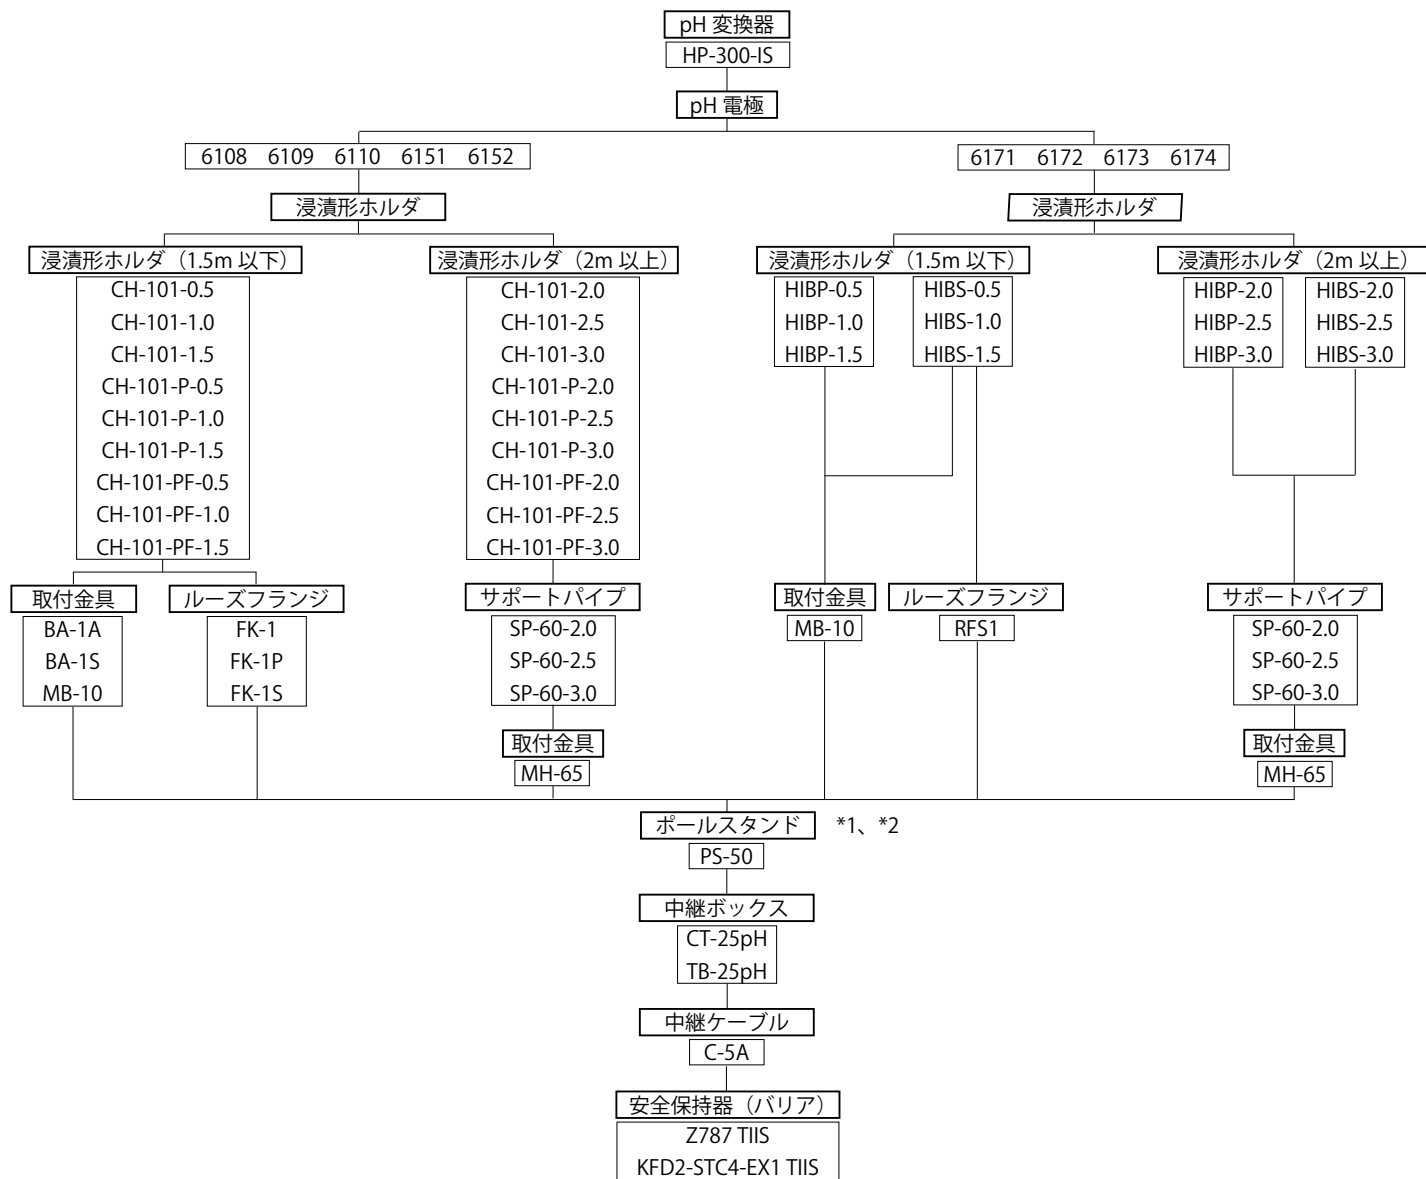 pH 変換器
HP-300-IS
pH 電極
6108 6109 6110 6151 6152
6171 6172 6173 6174
浸漬形ホルダ
浸漬形ホルダ
浸漬形ホルダ（1.5m 以下）
浸漬形ホルダ（2m 以上）
浸漬形ホルダ（1.5m 以下）
浸漬形ホルダ（2m 以上）
CH-101-0.5
CH-101-1.0
CH-101-1.5
CH-101-P-0.5
CH-101-P-1.0
CH-101-P-1.5
CH-101-PF-0.5
CH-101-PF-1.0
CH-101-PF-1.5
CH-101-2.0
CH-101-2.5
CH-101-3.0
CH-101-P-2.0
CH-101-P-2.5
CH-101-P-3.0
CH-101-PF-2.0
CH-101-PF-2.5
CH-101-PF-3.0
HIBP-0.5
HIBP-1.0
HIBP-1.5
HIBS-0.5
HIBS-1.0
HIBS-1.5
HIBP-2.0
HIBP-2.5
HIBP-3.0
HIBS-2.0
HIBS-2.5
HIBS-3.0
取付金具
BA-1A
BA-1S
MB-10
ルーズフランジ
FK-1
FK-1P
FK-1S
サポートパイプ
SP-60-2.0
SP-60-2.5
SP-60-3.0
取付金具
MH-65
取付金具
MB-10
ルーズフランジ
RFS1
サポートパイプ
SP-60-2.0
SP-60-2.5
SP-60-3.0
取付金具
MH-65
ポールスタンド *1、*2
PS-50
中継ボックス
CT-25pH
TB-25pH
中継ケーブル
C-5A
安全保持器（バリア）
Z787 TIIS
KFD2-STC4-EX1 TIIS